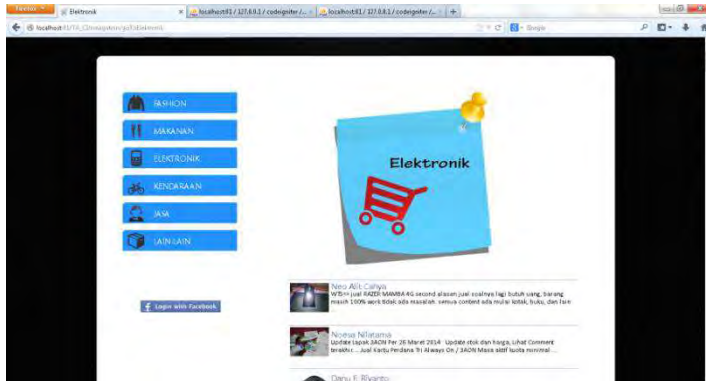 Firefox
Elektronik
localhost:81 / 127.0.0.1 / codeigniter /...
localhost:81 / 127.0.0.1 / codeigniter /...
Google
FASHION
MAKANAN
ELEKTRONIK
KENDARAAN
JASA
LAIN-LAIN
Elektronik
Login with Facebook
Neo Alit Cahya
jual RAZER MAMBA 4G second alasan jual soalnya lagi butuh uang, barang
masih 100% work tidak ada masalah. semua content ada mulai kotak, buku, dan lain
Noesa Nilatama
Update Lapak 3AON Per 26 Maret 2014 Update stok dan harga, Lihat Comment
terakhir... Jual Kartu Perdana Tri Always On / 3AON Masa aktif kuota nominal ...
Danu E Riyanto